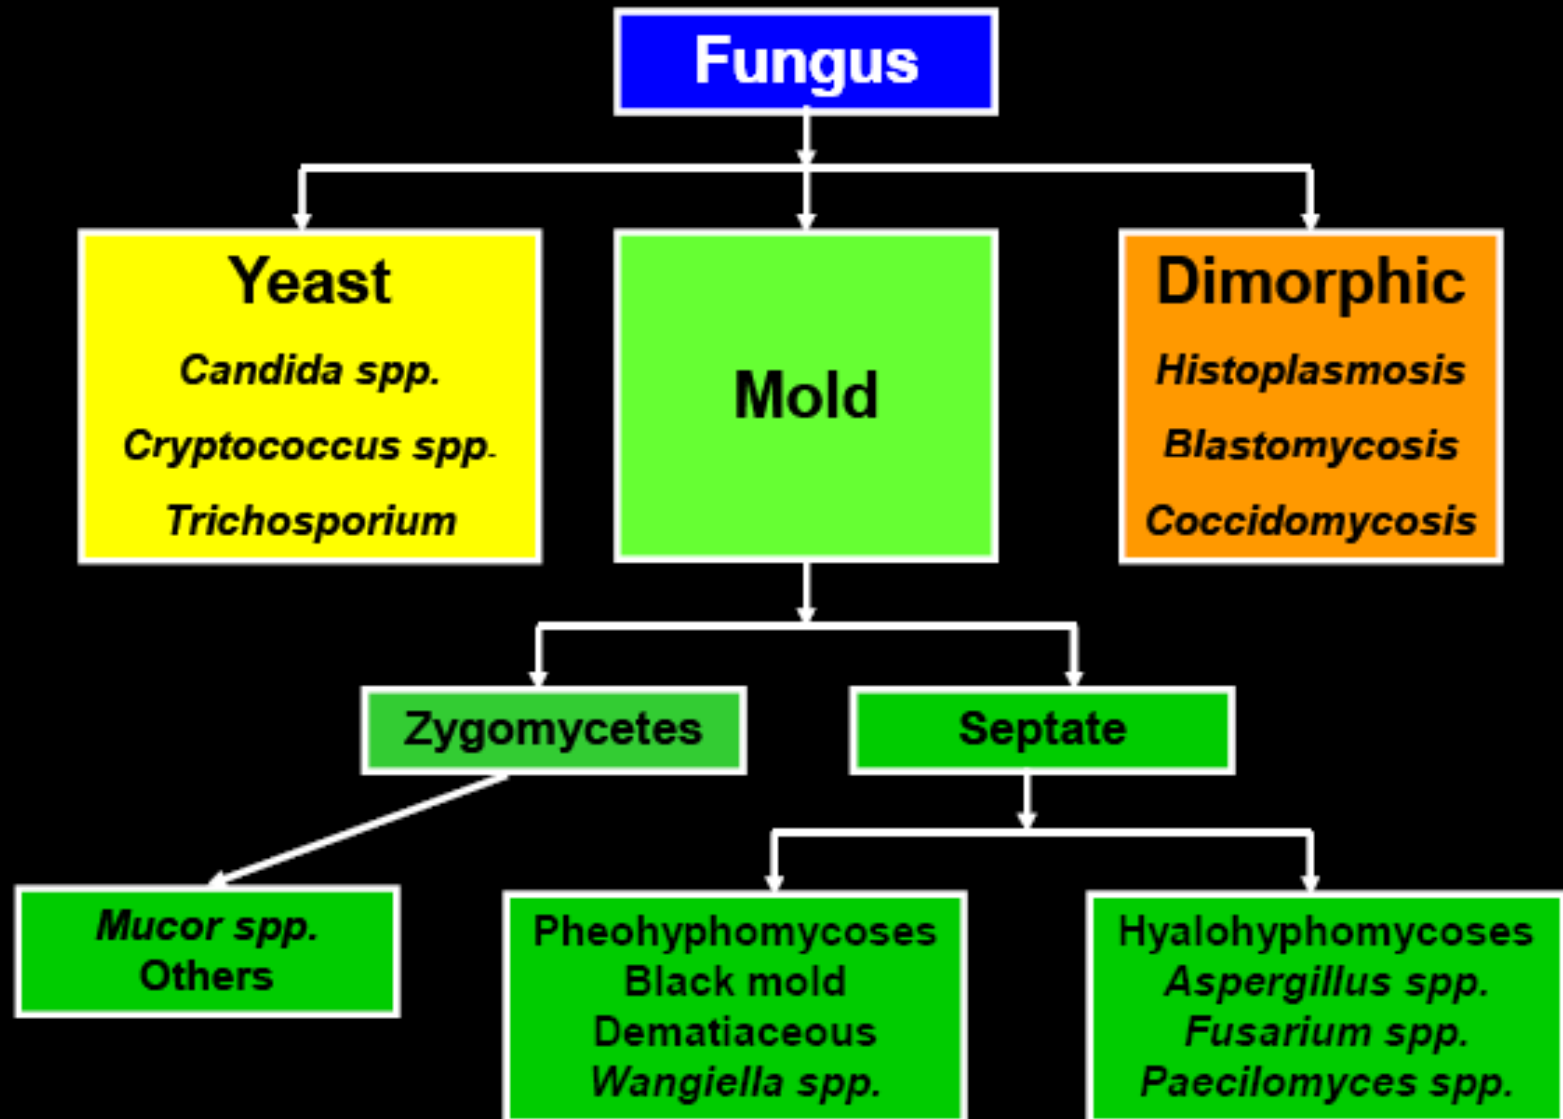 Fungus
Yeast
Candida spp.
Cryptococcus spp.
Trichosporium
Mold
Dimorphic
Histoplasmosis
Blastomycosis
Coccidomycosis
Zygomycetes
Septate
Mucor spp.
Others
Pheohyphomycoses
Black mold
Dematiaceous
Wangiella spp.
Hyalohyphomycoses
Aspergillus spp.
Fusarium spp.
Paecilomyces spp.